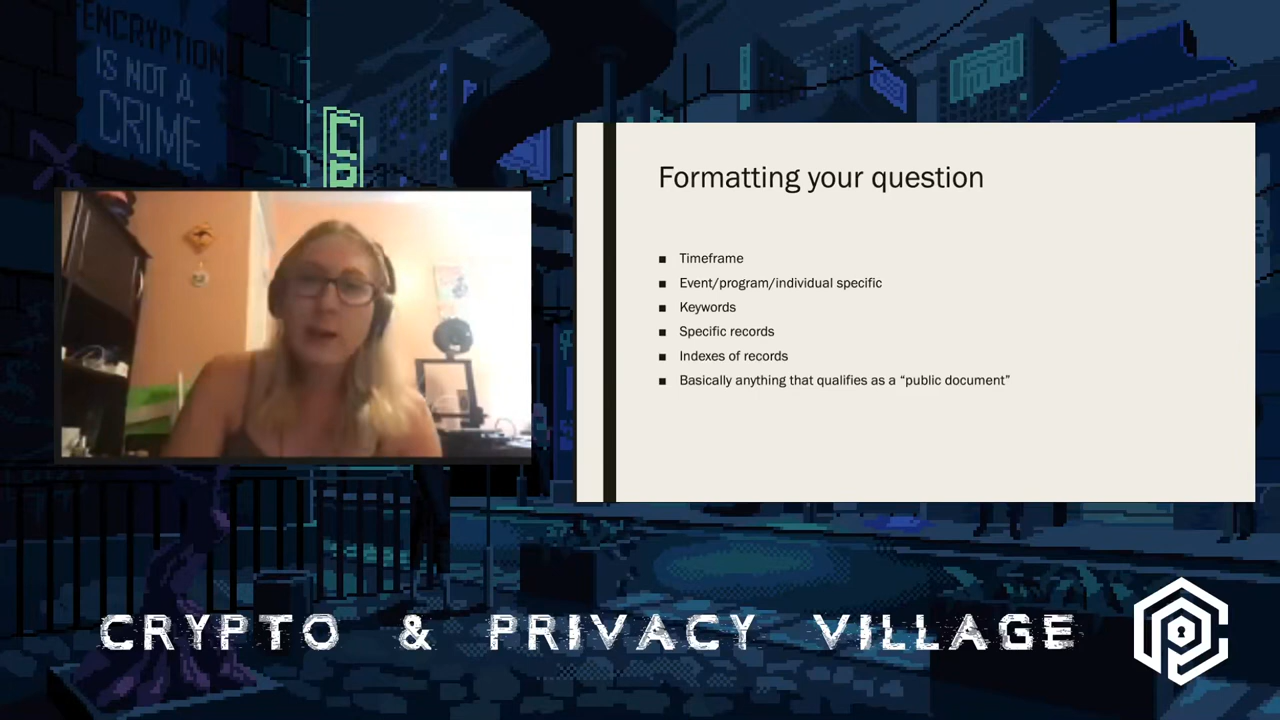 ENCRYPTION
IS NOT A
CRIME
Formatting your question
■ Timeframe
■ Event/program/individual specific
■ Keywords
■ Specific records
■ Indexes of records
■ Basically anything that qualifies as a “public document”
CRYPTO & PRIVACY VILLAGE